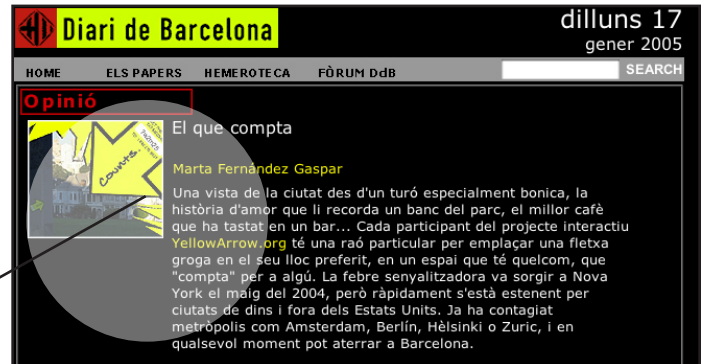 Diari de Barcelona
dilluns 17
gener 2005
HOME ELS PAPERS HEMEROTECA FÒRUM DdB SEARCH
Opinió
counts.
El que compta
Marta Fernández Gaspar
Una vista de la ciutat des d'un turó especialment bonica, la
història d'amor que li recorda un banc del parc, el millor cafè
que ha tastat en un bar... Cada participant del projecte interactiu
YellowArrow.org té una raó particular per emplaçar una fletxa
groga en el seu lloc preferit, en un espai que té quelcom, que
"compta" per a algú. La febre senyalitzadora va sorgir a Nova
York el maig del 2004, però ràpidament s'està estenent per
ciutats de dins i fora dels Estats Units. Ja ha contagiat
metròpolis com Amsterdam, Berlín, Hèlsinki o Zuric, i en
qualsevol moment pot aterrar a Barcelona.